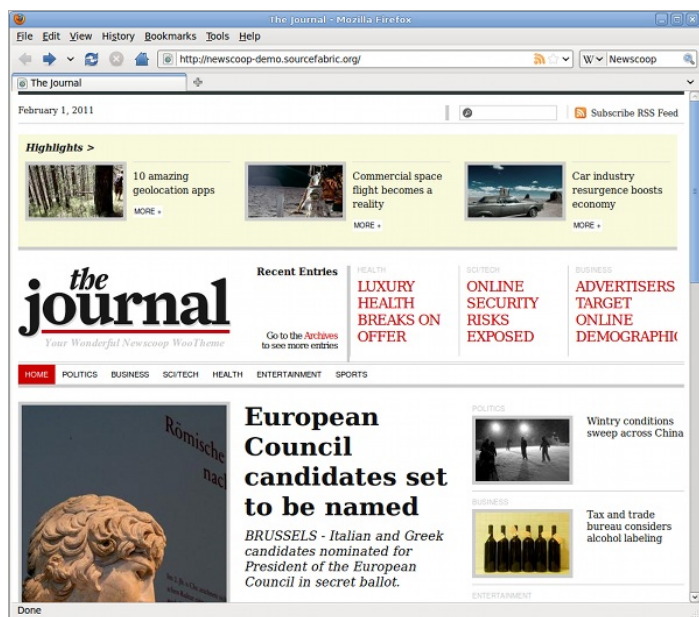 The Journal - Mozilla Firefox
File Edit View History Bookmarks Tools Help
http://newscoop-demo.sourcefabric.org/
W Newscoop
The Journal
February 1, 2011
Subscribe RSS Feed
Highlights >
10 amazing
geolocation apps
MORE +
Commercial space
flight becomes a
reality
MORE +
Car industry
resurgence boosts
economy
MORE +
the
journal
Your Wonderful Newscoop WooTheme
Recent Entries
Go to the Archives
to see more entries
HEALTH
LUXURY
HEALTH
BREAKS ON
OFFER
SCI/TECH
ONLINE
SECURITY
RISKS
EXPOSED
BUSINESS
ADVERTISERS
TARGET
ONLINE
DEMOGRAPHIC
HOME POLITICS BUSINESS SCI/TECH HEALTH ENTERTAINMENT SPORTS
Römische
nach
European
Council
candidates set
to be named
BRUSSELS - Italian and Greek
candidates nominated for
President of the European
Council in secret ballot.
POLITICS
Wintry conditions
sweep across China
BUSINESS
Tax and trade
bureau considers
alcohol labeling
ENTERTAINMENT
Done